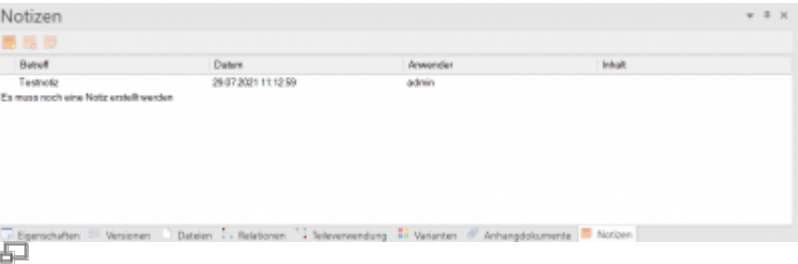 Notizen
Betreff Datum Anwender Inhalt
Testnotiz 29.07.2021 11:12:59 admin
Es muss noch eine Notiz erstellt werden
Eigenschaften Versionen Dateien Relationen Teileverwendung Varianten Anhangdokumente Notizen